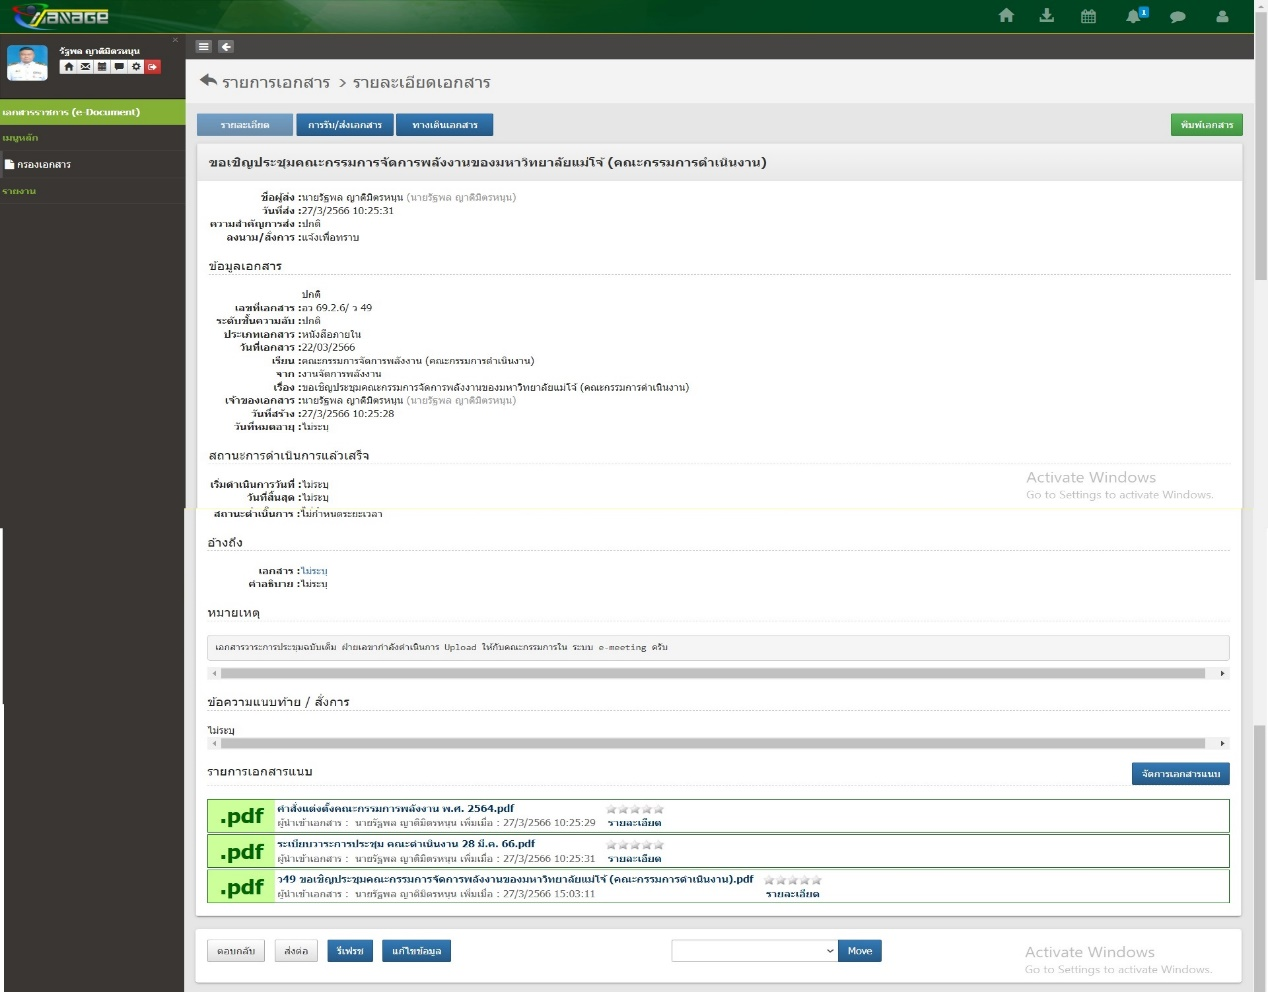 Manage
1
รัฐพล ญาติมิตรหนุน
เอกสารราชการ (e-Document)
เมนูหลัก
กรองเอกสาร
รายงาน
รายการเอกสาร > รายละเอียดเอกสาร
รายละเอียด การรับ/ส่งเอกสาร ทางเดินเอกสาร พิมพ์เอกสาร
ขอเชิญประชุมคณะกรรมการจัดการพลังงานของมหาวิทยาลัยแม่โจ้ (คณะกรรมการดำเนินงาน)
ชื่อผู้ส่ง :นายรัฐพล ญาติมิตรหนุน (นายรัฐพล ญาติมิตรหนุน)
วันที่ส่ง :27/3/2566 10:25:31
ความสำคัญการส่ง :ปกติ
ลงนาม/สั่งการ :แจ้งเพื่อทราบ
ข้อมูลเอกสาร
ปกติ
เลขที่เอกสาร :อว 69.2.6/ ว 49
ระดับชั้นความลับ :ปกติ
ประเภทเอกสาร :หนังสือภายใน
วันที่เอกสาร :22/03/2566
เรียน :คณะกรรมการจัดการพลังงาน (คณะกรรมการดำเนินงาน)
จาก :งานจัดการพลังงาน
เรื่อง :ขอเชิญประชุมคณะกรรมการจัดการพลังงานของมหาวิทยาลัยแม่โจ้ (คณะกรรมการดำเนินงาน)
เจ้าของเอกสาร :นายรัฐพล ญาติมิตรหนุน (นายรัฐพล ญาติมิตรหนุน)
วันที่สร้าง :27/3/2566 10:25:28
วันที่หมดอายุ :ไม่ระบุ
สถานะการดำเนินการแล้วเสร็จ
เริ่มดำเนินการวันที่ :ไม่ระบุ
วันที่สิ้นสุด :ไม่ระบุ
Activate Windows
Go to Settings to activate Windows.
สถานะดำเนินการ :ไม่กำหนดระยะเวลา
อ้างถึง
เอกสาร :ไม่ระบุ
คำอธิบาย :ไม่ระบุ
หมายเหตุ
เอกสารวาระการประชุมฉบับเต็ม ฝ่ายเลขากำลังดำเนินการ Upload ให้กับคณะกรรมการใน ระบบ e-meeting ครับ
ข้อความแนบท้าย / สั่งการ
ไม่ระบุ
รายการเอกสารแนบ
จัดการเอกสารแนบ
.pdf คำสั่งแต่งตั้งคณะกรรมการพลังงาน พ.ศ. 2564.pdf
ผู้นำเข้าเอกสาร : นายรัฐพล ญาติมิตรหนุน เพิ่มเมื่อ : 27/3/2566 10:25:29 รายละเอียด
.pdf ระเบียบวาระการประชุม คณะดำเนินงาน 28 มี.ค. 66.pdf
ผู้นำเข้าเอกสาร : นายรัฐพล ญาติมิตรหนุน เพิ่มเมื่อ : 27/3/2566 10:25:31 รายละเอียด
.pdf ว49 ขอเชิญประชุมคณะกรรมการจัดการพลังงานของมหาวิทยาลัยแม่โจ้ (คณะกรรมการดำเนินงาน).pdf
ผู้นำเข้าเอกสาร : นายรัฐพล ญาติมิตรหนุน เพิ่มเมื่อ : 27/3/2566 15:03:11 รายละเอียด
ตอบกลับ ส่งต่อ รีเฟรช แก้ไขข้อมูล Move
Activate Windows
Go to Settings to activate Windows.